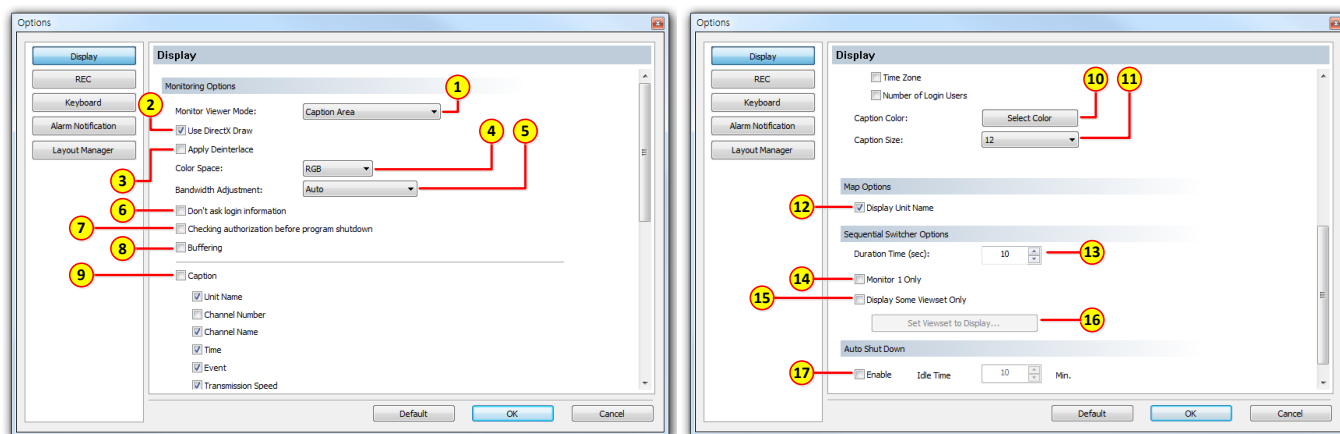 Options
Display
REC
Keyboard
Alarm Notification
Layout Manager
Display
Monitoring Options
Monitor Viewer Mode: Caption Area
1
2
Use DirectX Draw
Apply Deinterlace
3
Color Space: RGB
4
Bandwidth Adjustment: Auto
5
6
Don't ask login information
7
Checking authorization before program shutdown
8
Buffering
9
Caption
Unit Name
Channel Number
Channel Name
Time
Event
Transmission Speed
Default OK Cancel
Options
Display
REC
Keyboard
Alarm Notification
Layout Manager
Display
Time Zone
Number of Login Users
10
11
Caption Color: Select Color
Caption Size: 12
Map Options
12
Display Unit Name
Sequential Switcher Options
Duration Time (sec): 10
13
14
Monitor 1 Only
15
Display Some Viewset Only
Set Viewset to Display...
16
Auto Shut Down
17
Enable Idle Time 10 Min.
Default OK Cancel